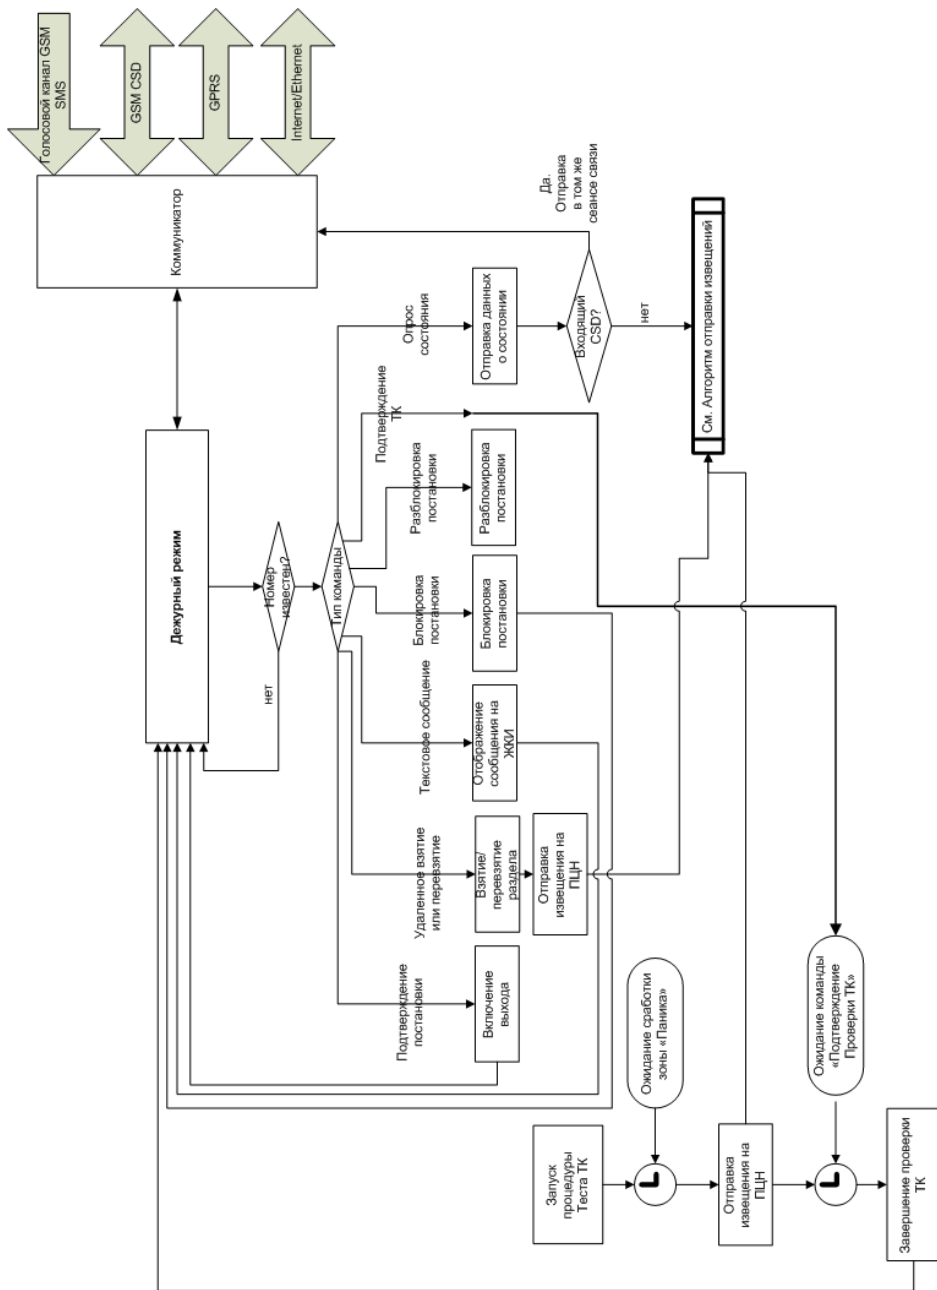 Голосовой канал GSM
SMS
GSM CSD
GPRS
Internet/Ethernet
Коммуникатор
Дежурный режим
Номер
известен?
нет
Тип команды
Подтверждение
постановки
Удаленное взятие
или перевзятие
Текстовое сообщение
Блокировка
постановки
Разблокировка
постановки
Подтверждение
ТК
Опрос
состояния
Включение
выхода
Взятие/
перевзятие
раздела
Отправка
извещения на
ПЦН
Отображение
сообщения на
ЖКИ
Блокировка
постановки
Разблокировка
постановки
Отправка данных
о состоянии
Входящий
CSD?
Да.
Отправка
в том же
сеансе связи
нет
См. Алгоритм отправки извещений
Запуск
процедуры
Теста ТК
Ожидание сработки
зоны «Паника»
Отправка
извещения на
ПЦН
Ожидание команды
«Подтверждение
Проверки ТК»
Завершение проверки
ТК